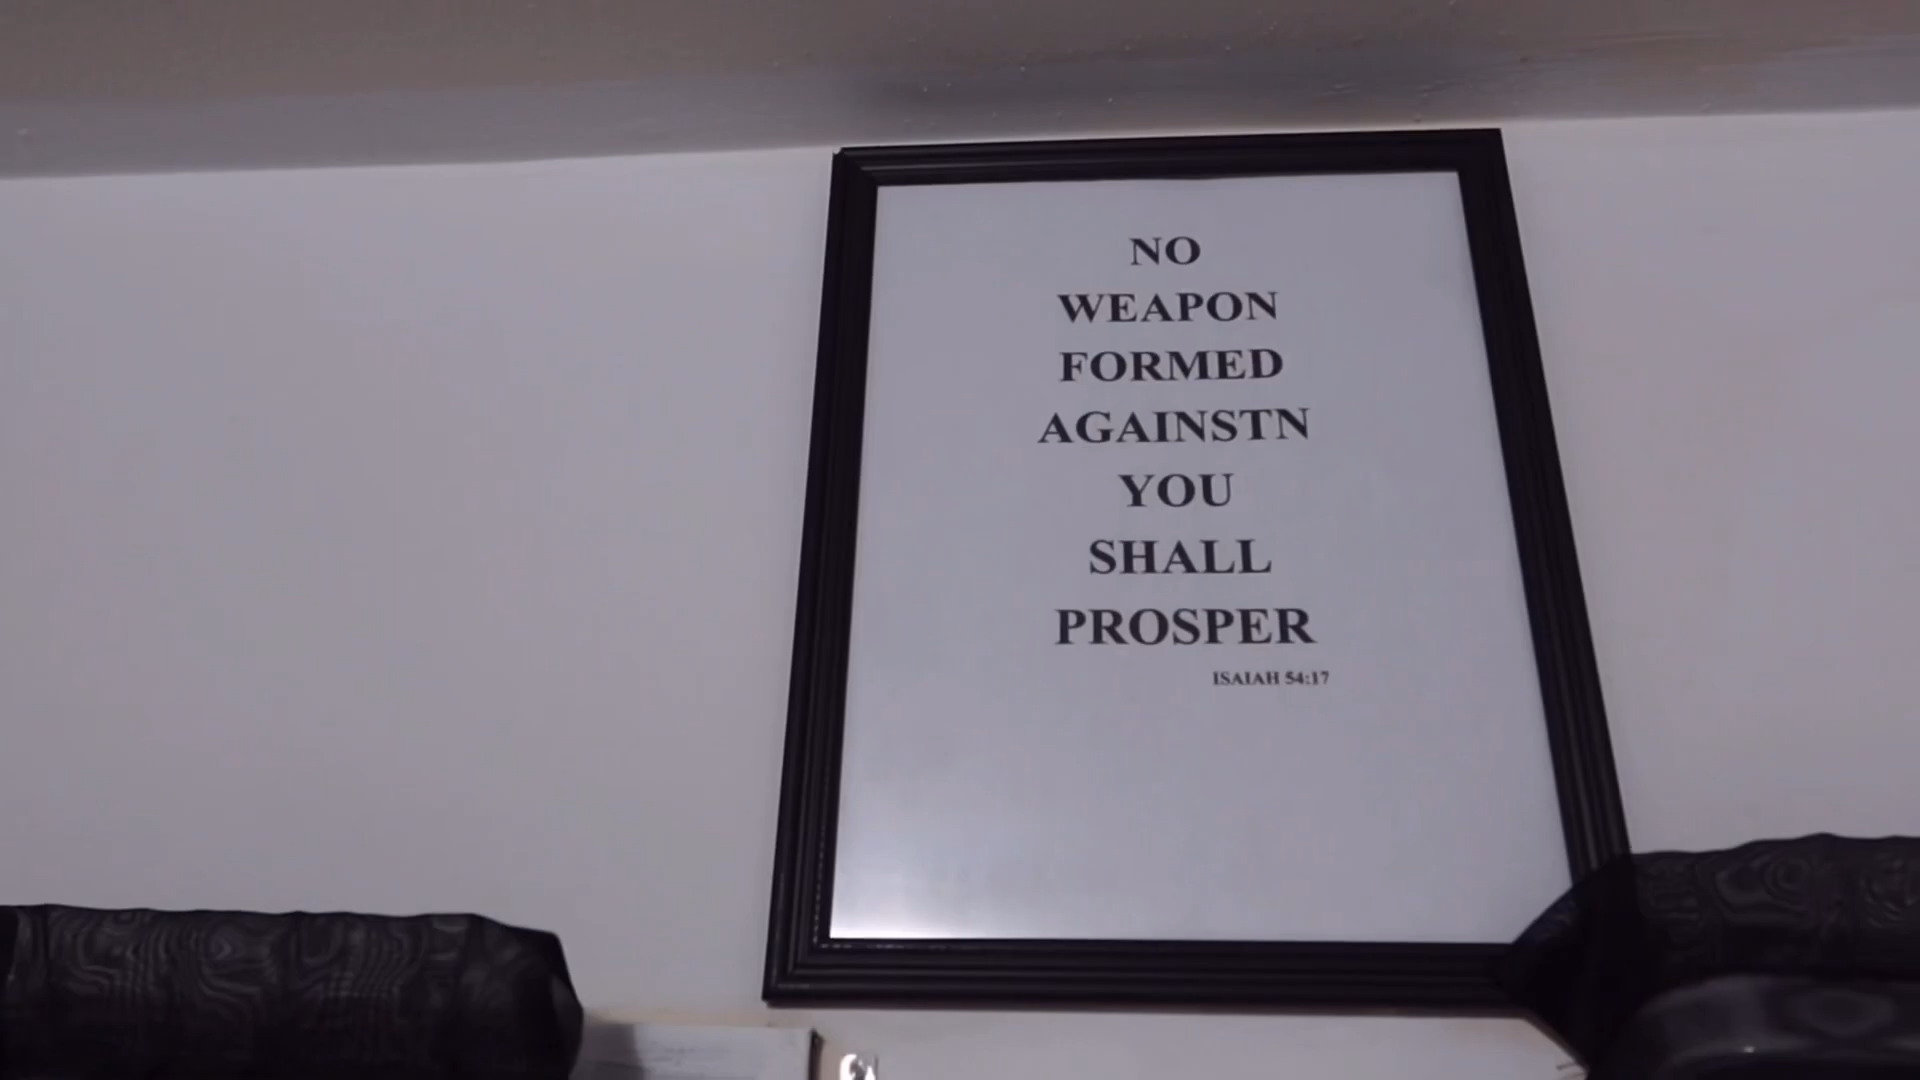 NO
WEAPON
FORMED
AGAINSTN
YOU
SHALL
PROSPER
ISAIAH 54:17